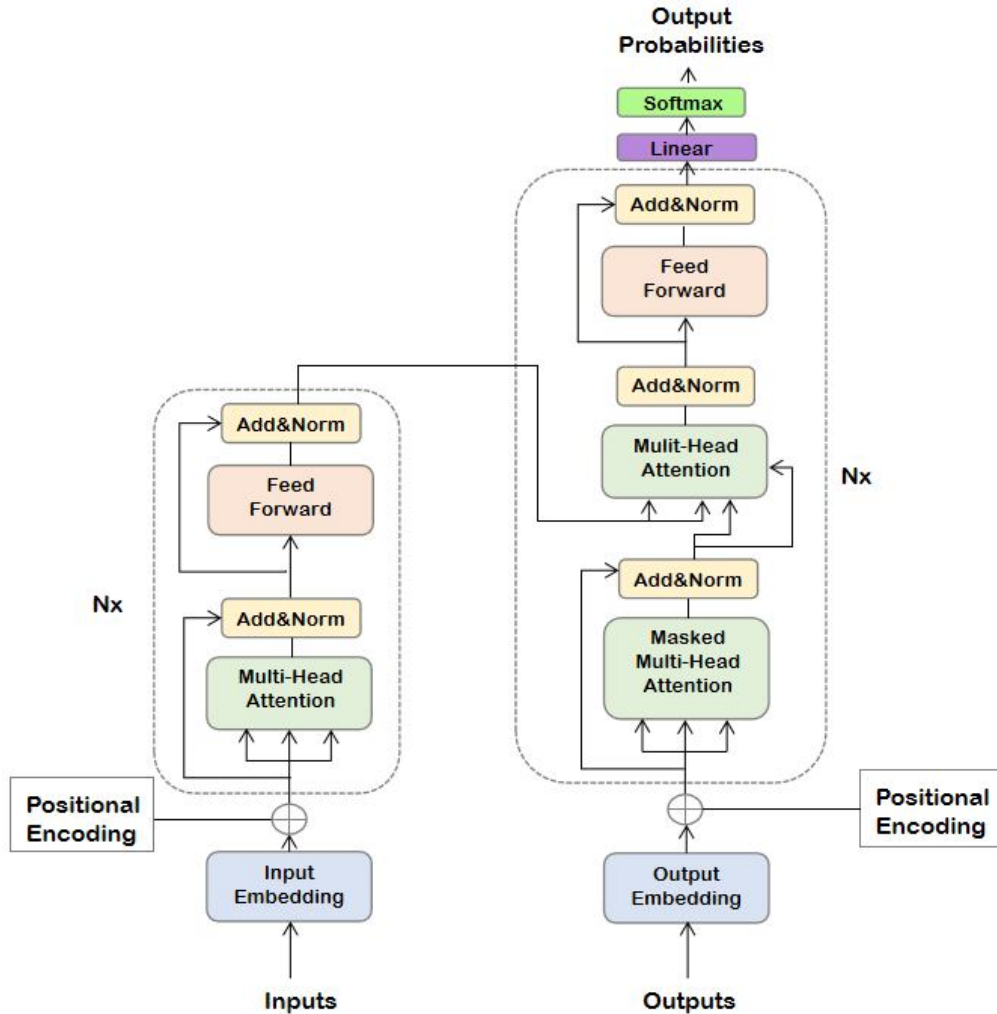 Output
Probabilities
Softmax
Linear
Add&Norm
Feed
Forward
Add&Norm
Mulit-Head
Attention
Nx
Add&Norm
Masked
Multi-Head
Attention
Positional
Encoding
Output
Embedding
Outputs
Add&Norm
Feed
Forward
Nx
Add&Norm
Multi-Head
Attention
Positional
Encoding
Input
Embedding
Inputs